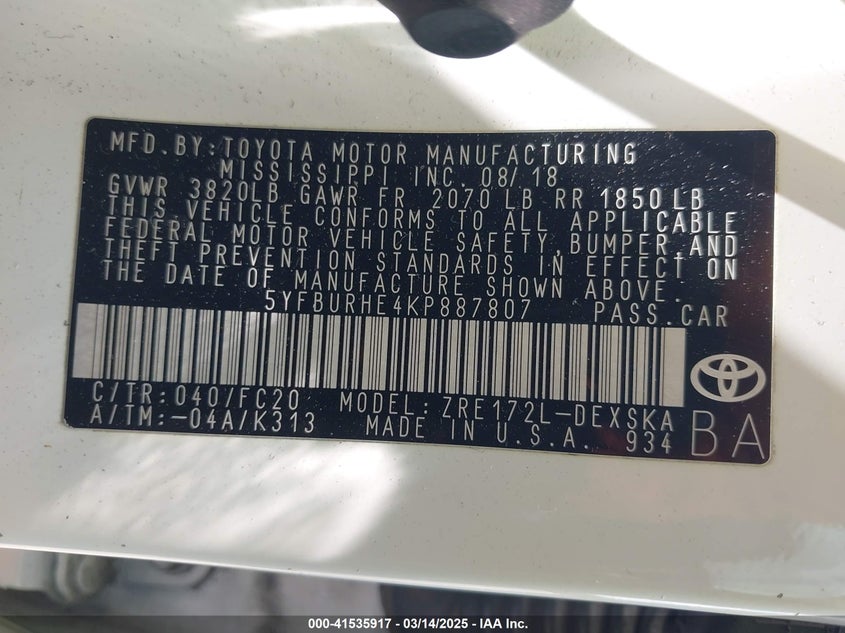 MFD.BY:TOYOTA MOTOR MANUFACTURING
MISSISSIPPI INC. 08/18
GVWR 3820LB GAWR FR 2070 LB RR 1850LB
THIS VEHICLE CONFORMS TO ALL APPLICABLE
FEDERAL MOTOR VEHICLE SAFETY, BUMPER, AND
THEFT PREVENTION STANDARDS IN EFFECT ON
THE DATE OF MANUFACTURE SHOWN ABOVE.
5YFBURHE4KP887807 PASS.CAR
C/TR:040/FC20 MODEL:ZRE172L-DEXSKA
A/TM:-04A/K313 MADE IN U.S.A. 934
BA
000-41535917 - 03/14/2025 - IAA Inc.